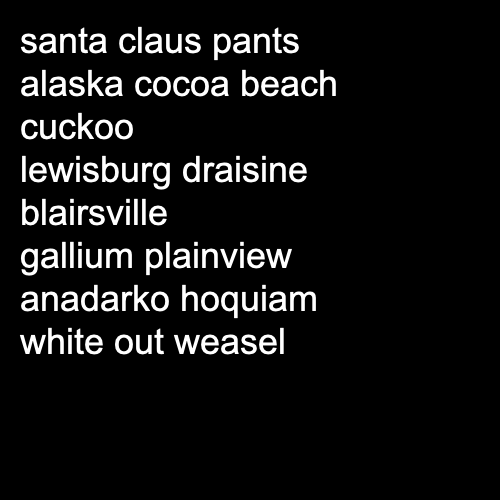 santa claus pants
alaska cocoa beach
cuckoo
lewisburg draisine
blairsville
gallium plainview
anadarko hoquiam
white out weasel